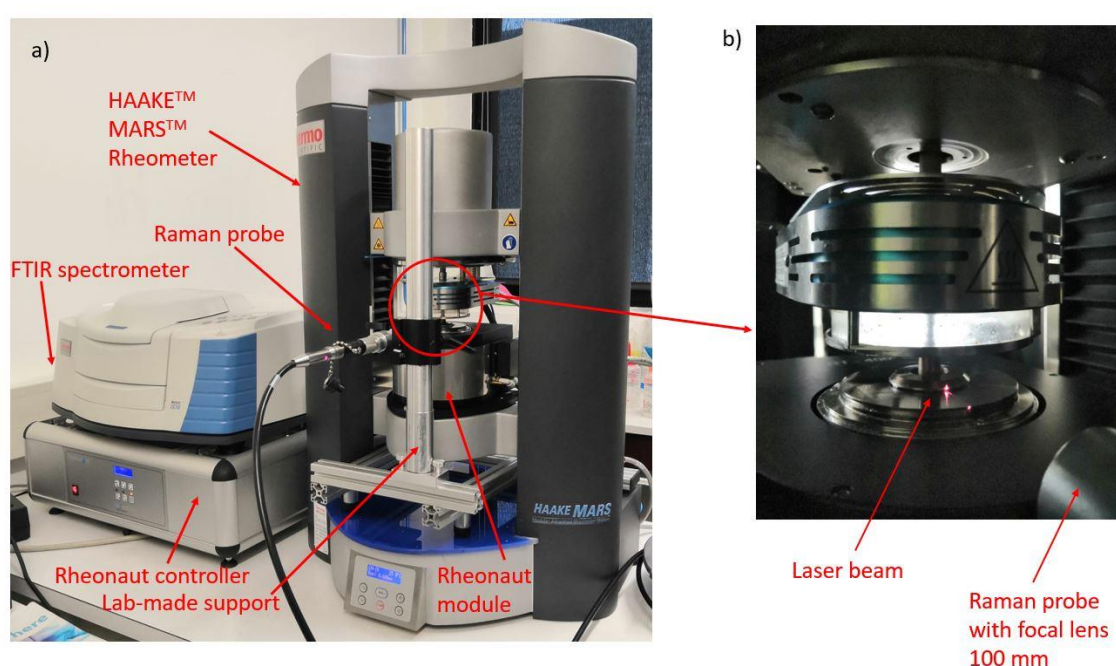 a)
HAAKE™
MARS™
Rheometer
Raman probe
FTIR spectrometer
HAAKE MARS
Rheonaut controller
Lab-made support
Rheonaut
module
here
b)
Laser beam
Raman probe
with focal lens
100 mm